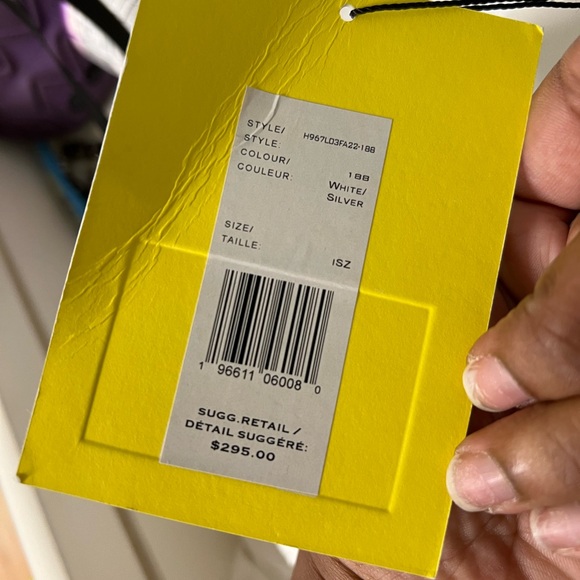 STYLE/
STYLE: H967LD3FA22-188
COLOUR/ 188
COULEUR: WHITE/
SILVER
SIZE/
TAILLE: 1SZ
1 96611 06008 0
SUGG.RETAIL /
DÉTAIL SUGGÉRÉ:
$295.00